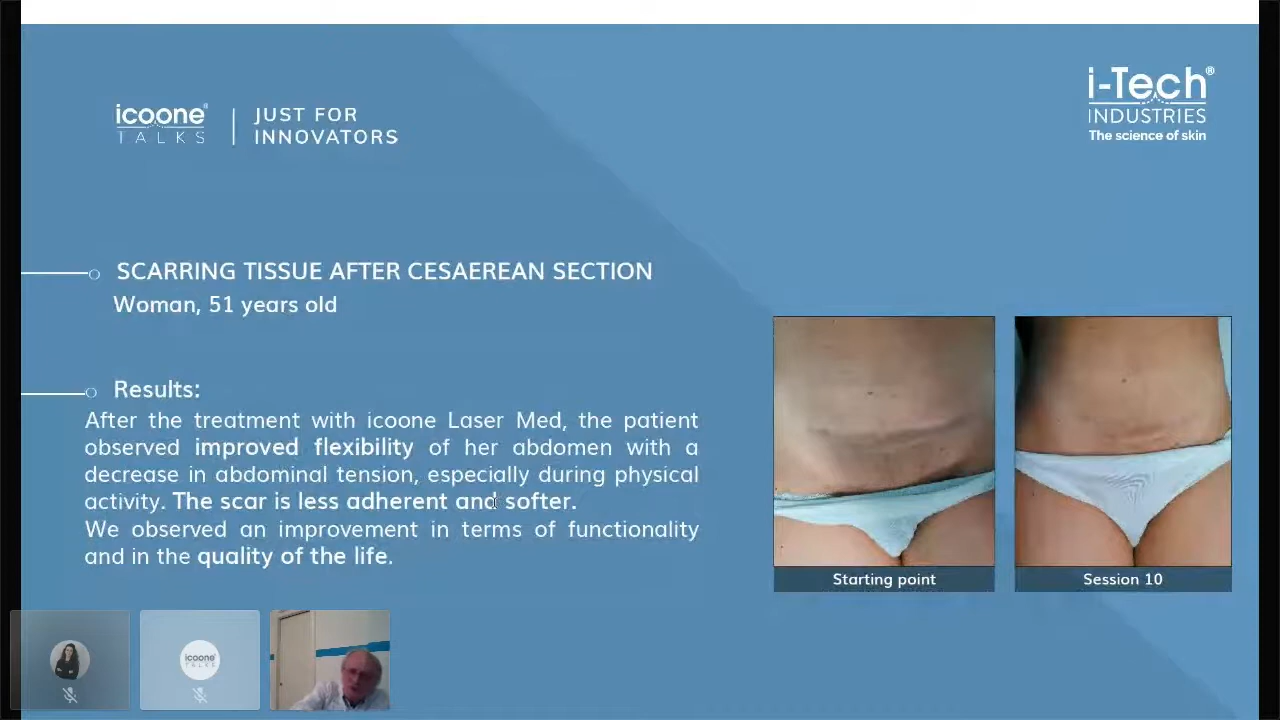 icoone®
TALKS
JUST FOR
INNOVATORS
i-Tech®
INDUSTRIES
The science of skin
SCARRING TISSUE AFTER CESAEREAN SECTION
Woman, 51 years old
Results:
After the treatment with icoone Laser Med, the patient
observed improved flexibility of her abdomen with a
decrease in abdominal tension, especially during physical
activity. The scar is less adherent and softer.
We observed an improvement in terms of functionality
and in the quality of the life.
Starting point
Session 10
icoone
TALKS